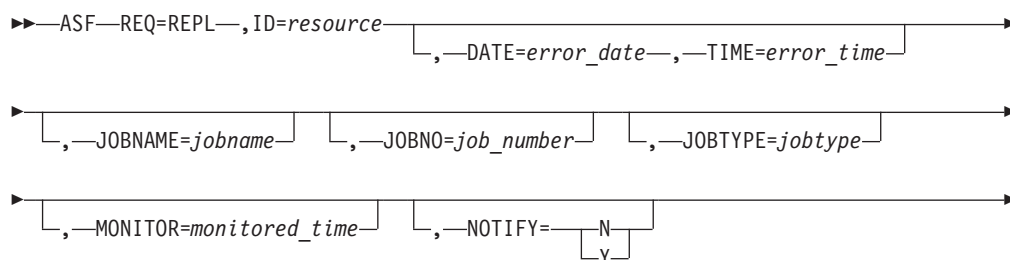 ASF REQ=REPL ,ID=resource
, DATE=error_date , TIME=error_time
, JOBNAME=jobname , JOBNO=job_number , JOBTYPE=jobtype
, MONITOR=monitored_time , NOTIFY= N
Y